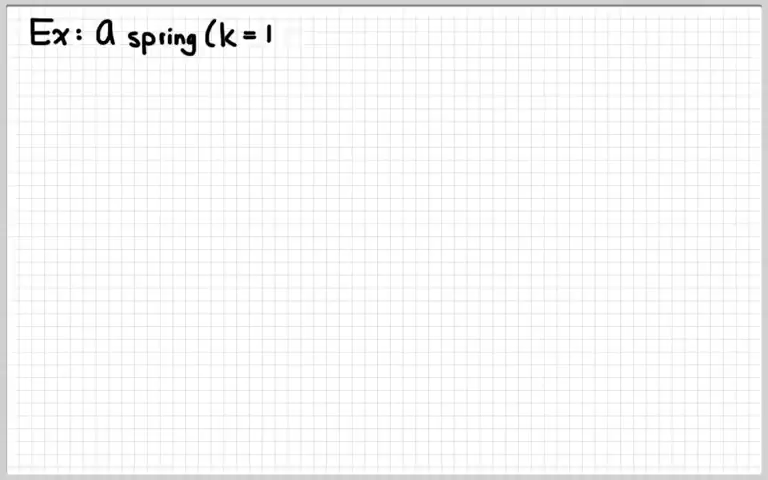 Ex: a spring (k = 1